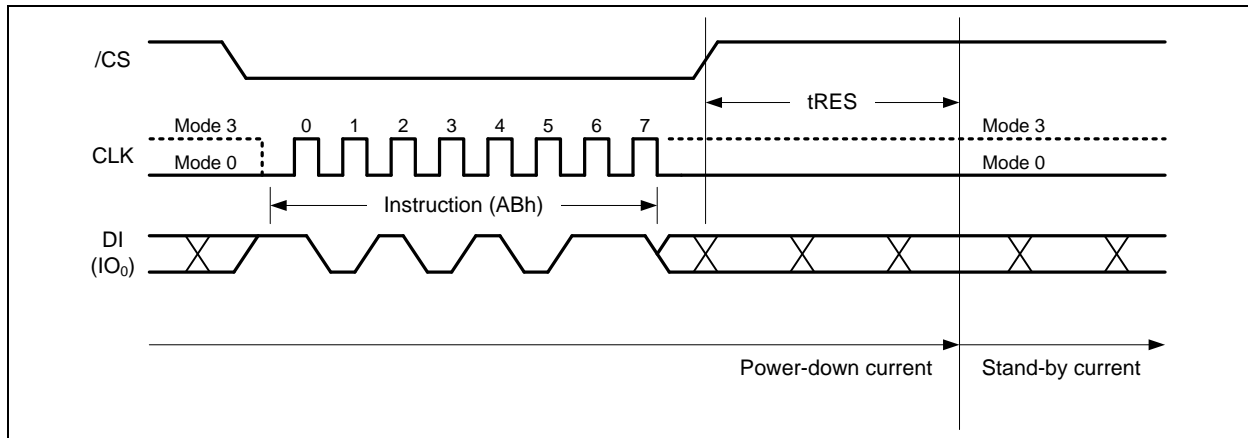 /CS
tRES
Mode 3 0 1 2 3 4 5 6 7 Mode 3
CLK
Mode 0 Mode 0
Instruction (ABh)
DI
(IO₀)
Power-down current Stand-by current